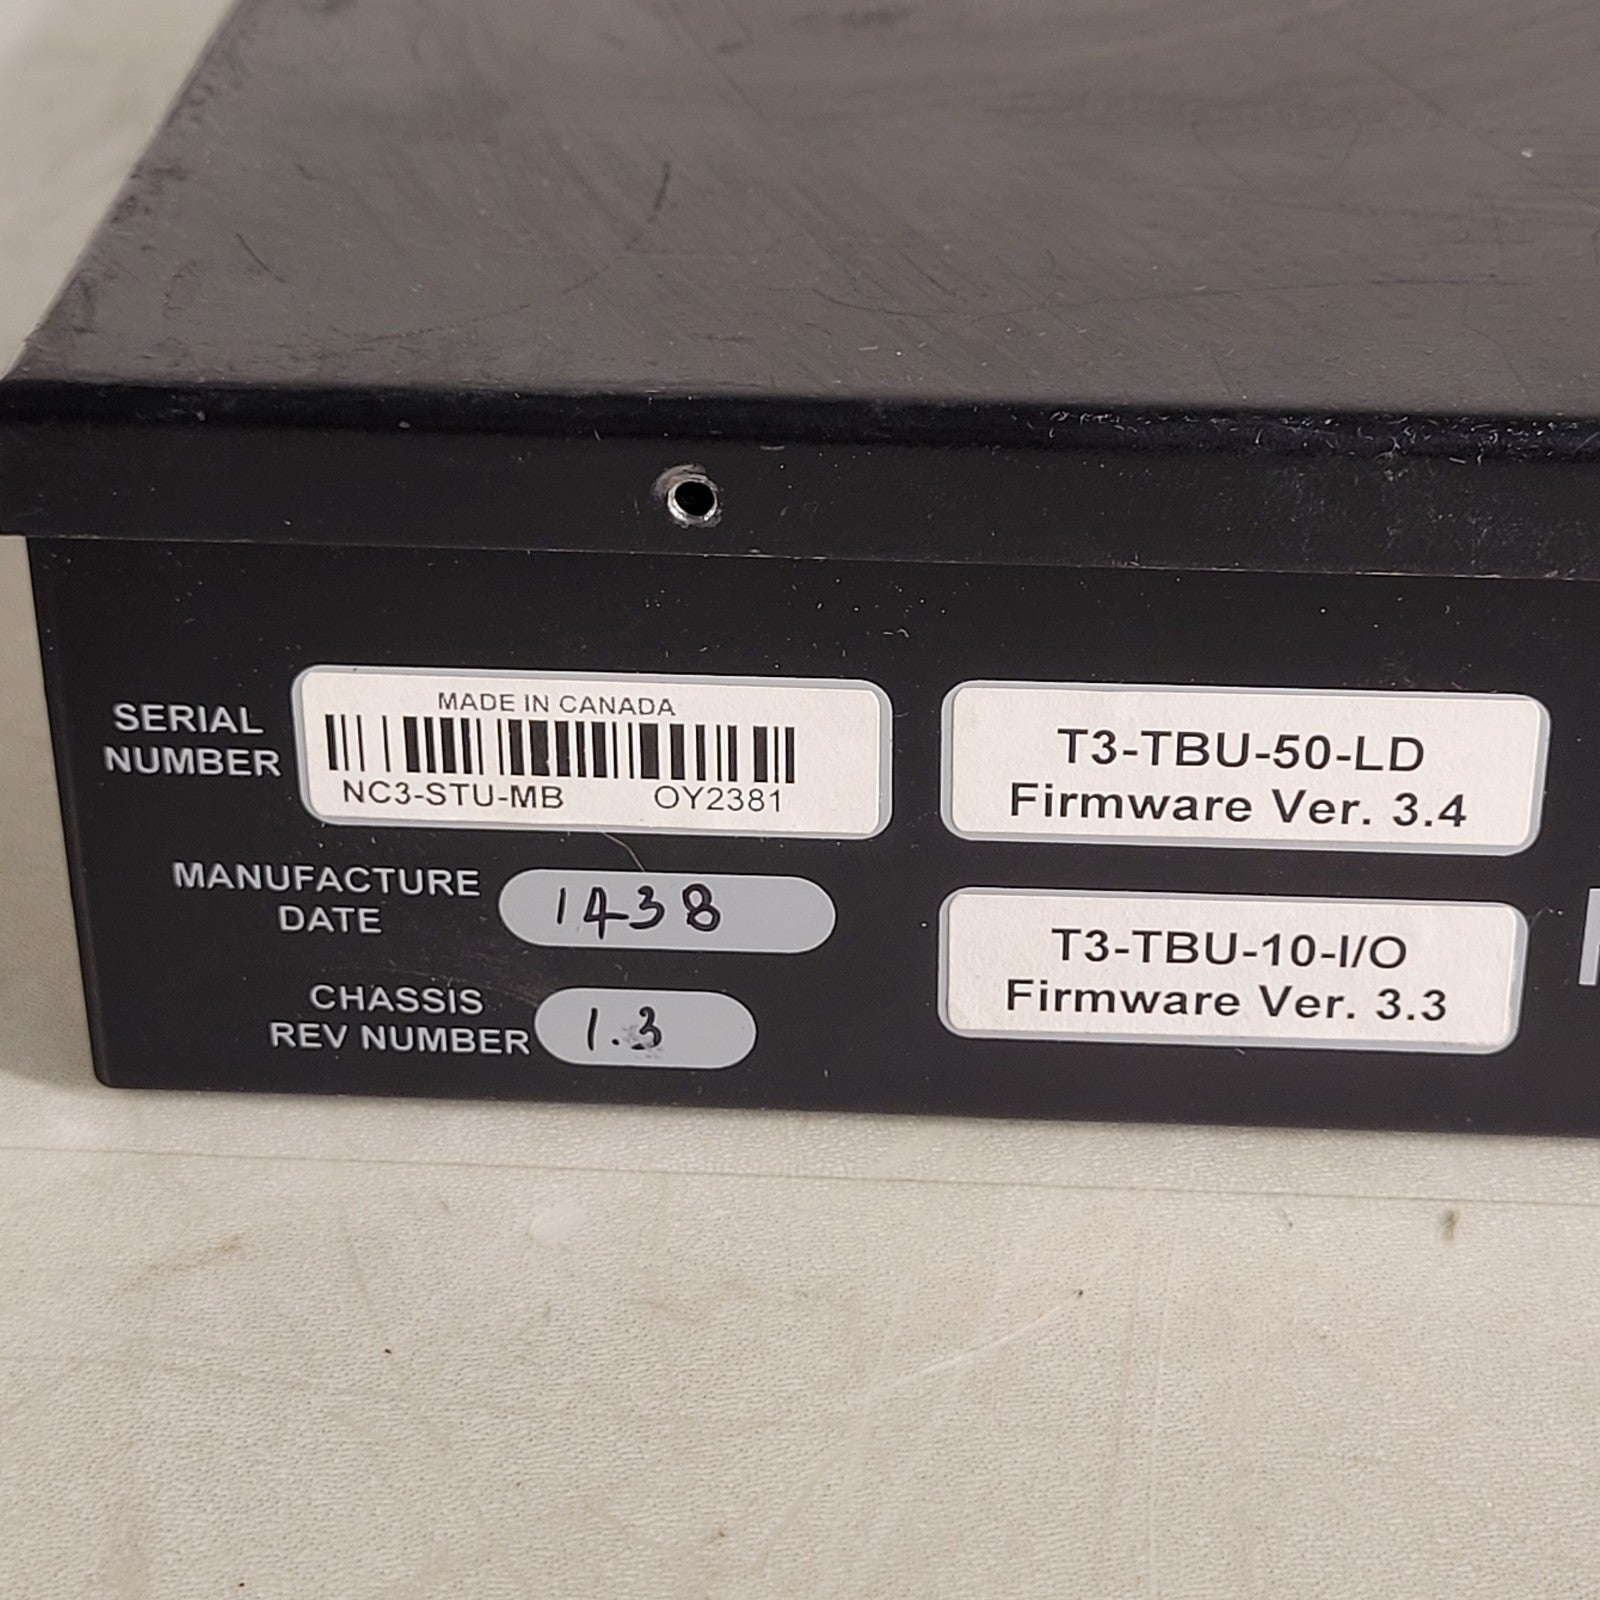 SERIAL
NUMBER
MADE IN CANADA
NC3-STU-MB OY2381
MANUFACTURE
DATE
1438
CHASSIS
REV NUMBER
1.3
T3-TBU-50-LD
Firmware Ver. 3.4
T3-TBU-10-I/O
Firmware Ver. 3.3